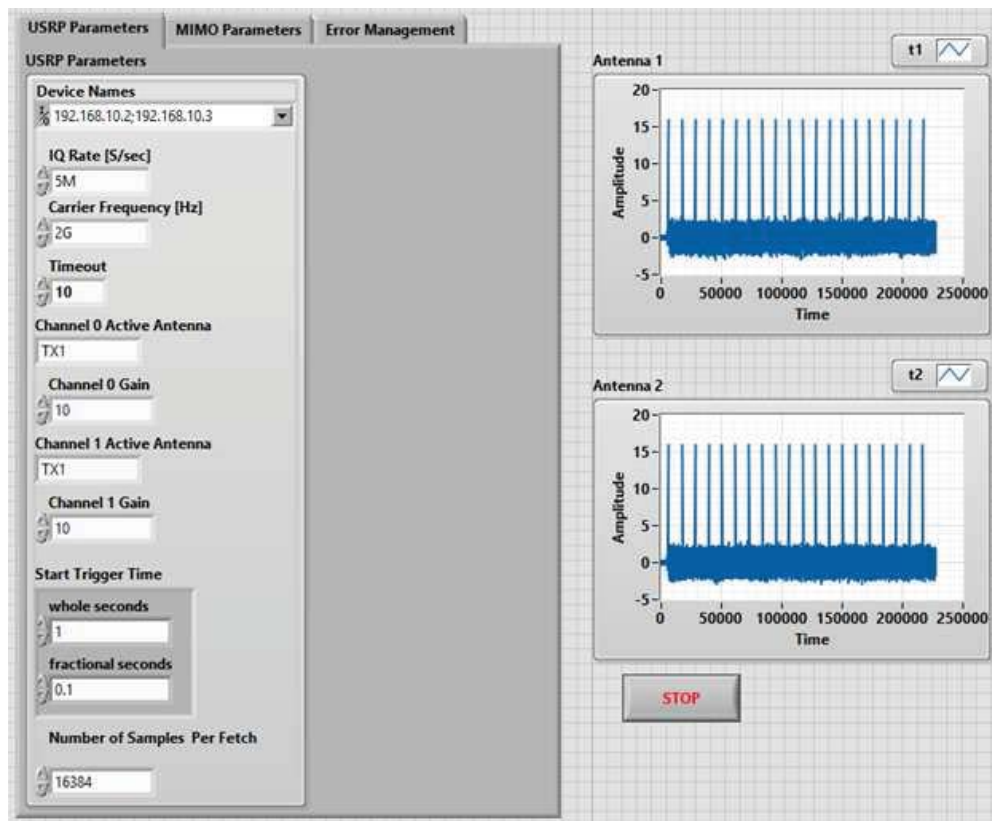 USRP Parameters MIMO Parameters Error Management
USRP Parameters
Device Names
192.168.10.2;192.168.10.3
IQ Rate [S/sec]
5M
Carrier Frequency [Hz]
2G
Timeout
10
Channel 0 Active Antenna
TX1
Channel 0 Gain
10
Channel 1 Active Antenna
TX1
Channel 1 Gain
10
Start Trigger Time
whole seconds
1
fractional seconds
0.1
Number of Samples Per Fetch
16384
Antenna 1
t1
Amplitude
20
15
10
5
0
-5
0 50000 100000 150000 200000 250000
Time
Antenna 2
t2
Amplitude
20
15
10
5
0
-5
0 50000 100000 150000 200000 250000
Time
STOP